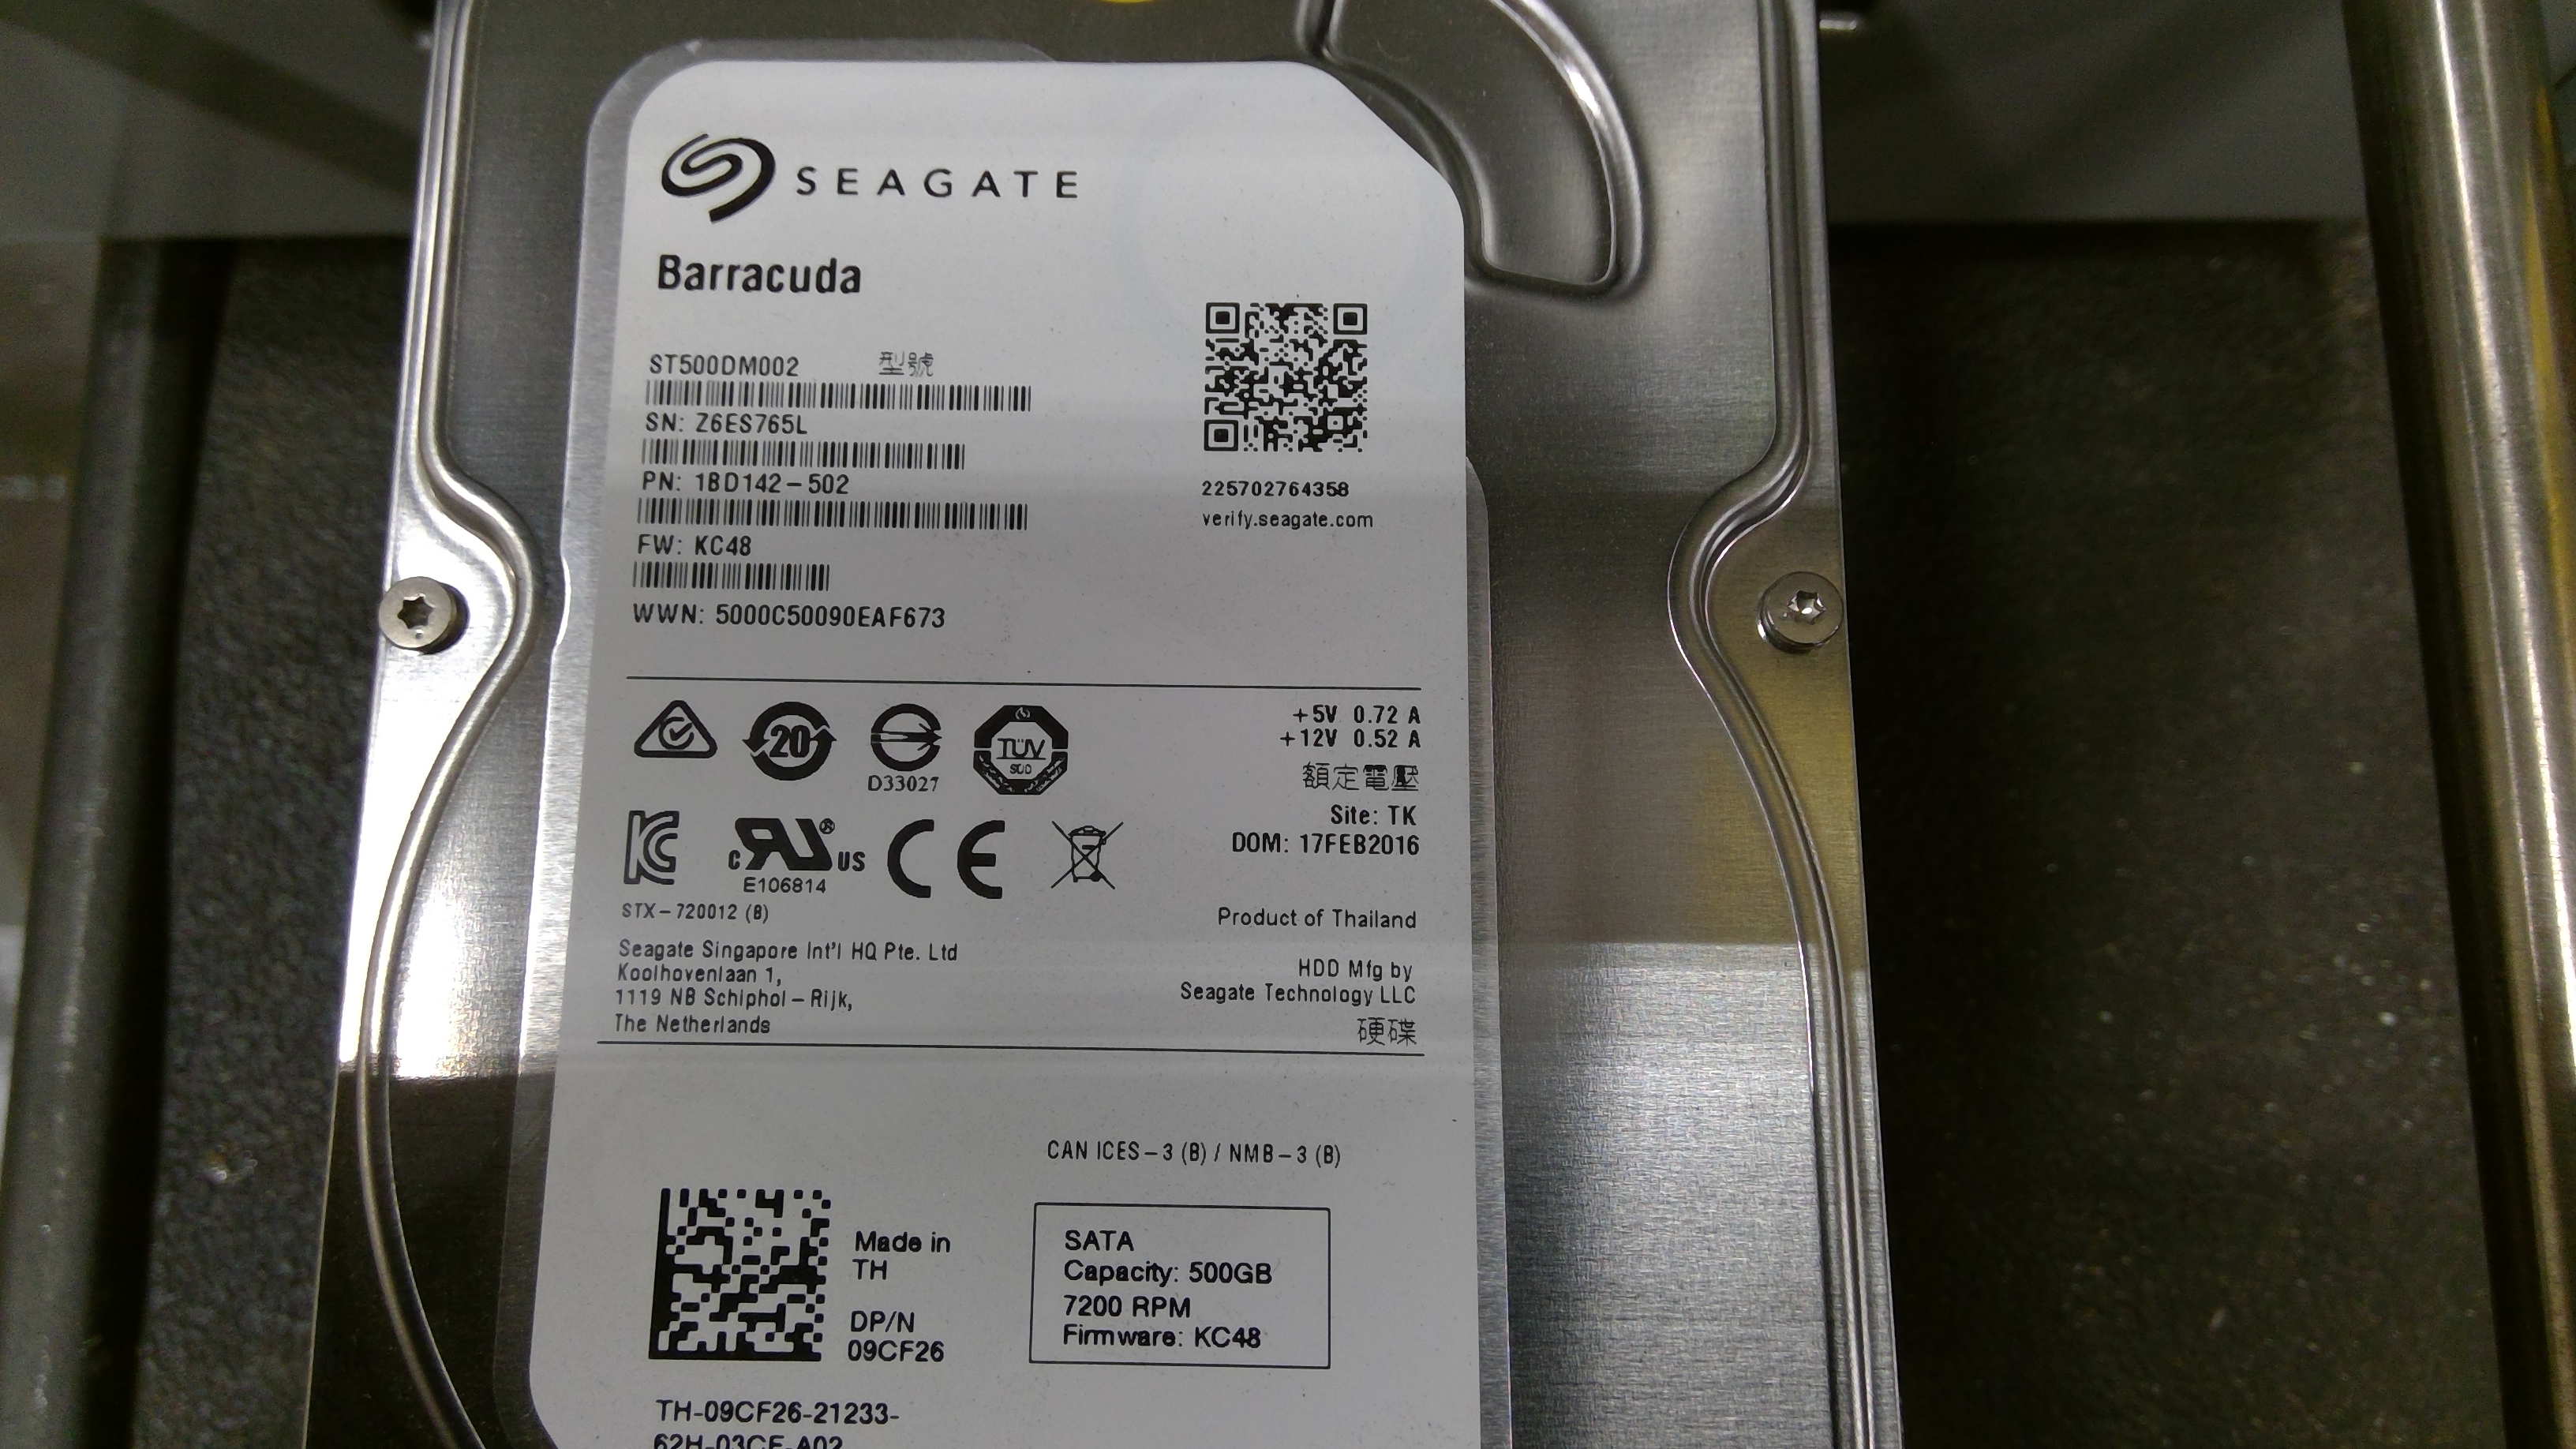 SEAGATE
Barracuda
ST500DM002 型號
SN: Z6ES765L
PN: 1BD142-502
FW: KC48
WWN: 5000C50090EAF673
225702764358
verify.seagate.com
20
D33027
TÜV
SÜD
+5V 0.72 A
+12V 0.52 A
額定電壓
Site: TK
DOM: 17FEB2016
c RU ® US
E106814
CE
STX-720012 (B)
Product of Thailand
Seagate Singapore Int'l HQ Pte. Ltd
Koolhovenlaan 1,
1119 NB Schiphol-Rijk,
The Netherlands
HDD Mfg by
Seagate Technology LLC
硬碟
CAN ICES-3 (B) / NMB-3 (B)
Made in
TH
DP/N
09CF26
SATA
Capacity: 500GB
7200 RPM
Firmware: KC48
TH-09CF26-21233-
62H-03CF-A02